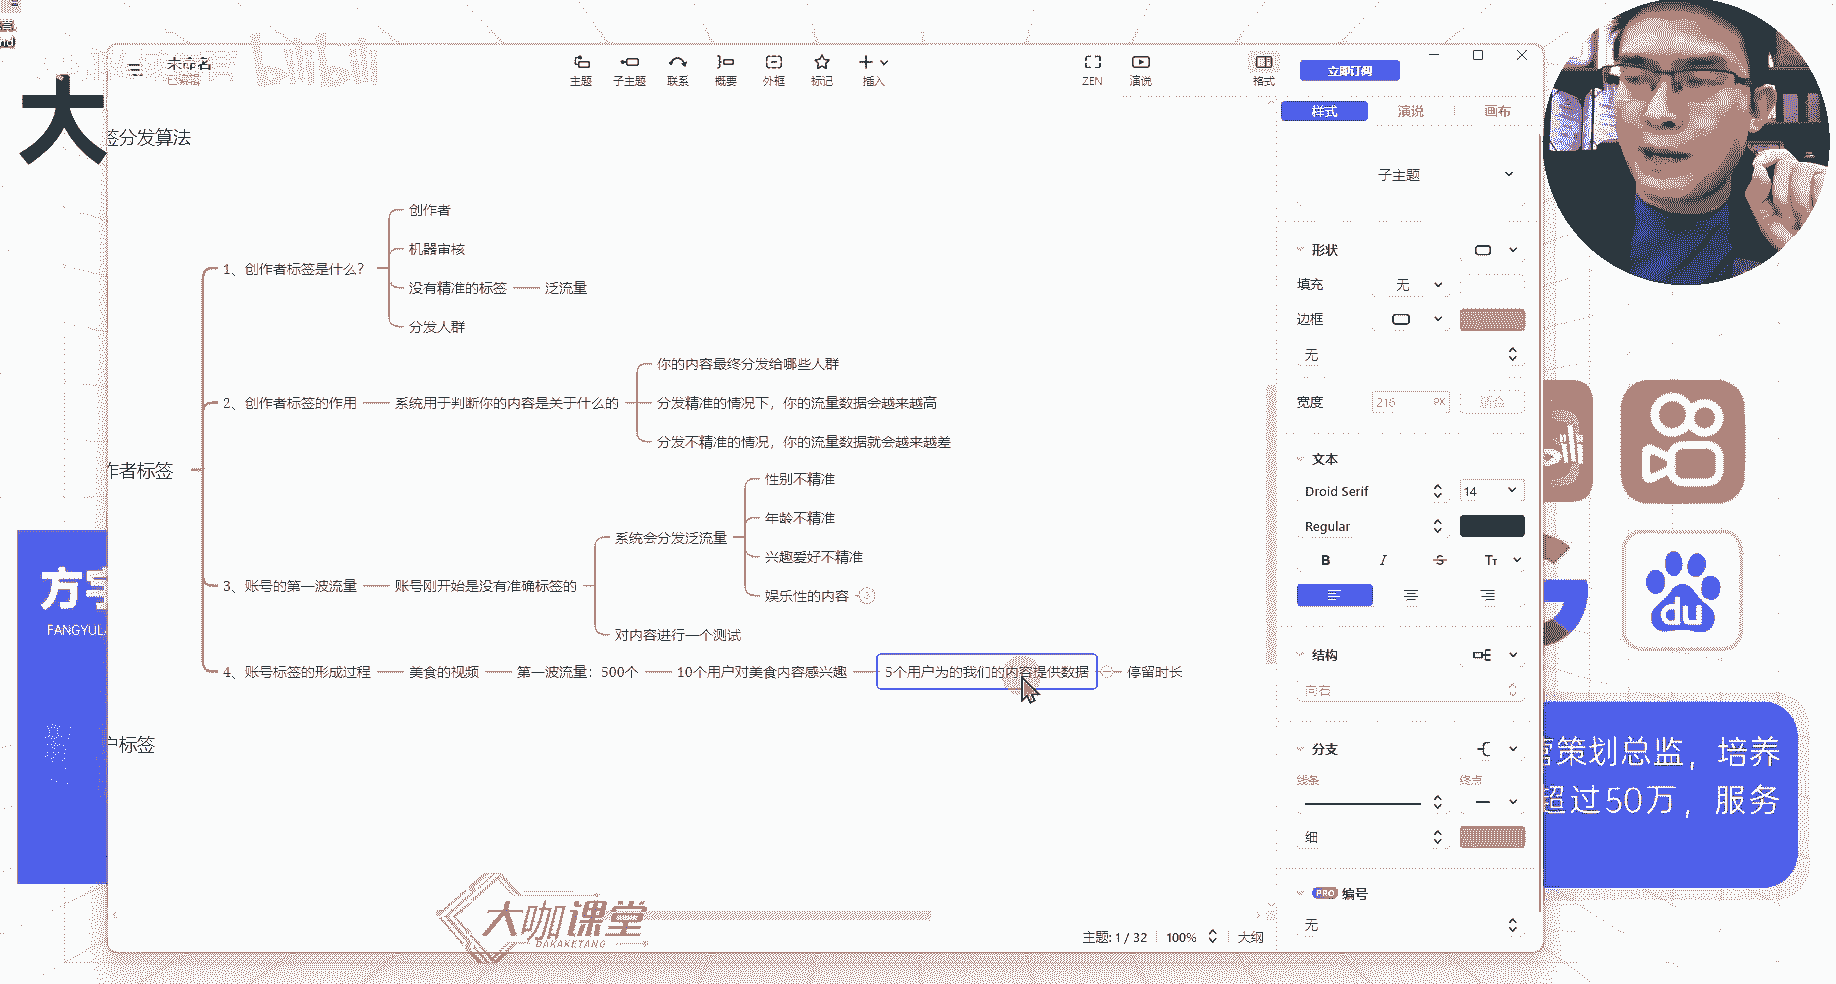 nd
bilibili
大
未命名
已编辑
主题
子主题
联系
概要
外框
标记
插入
ZEN
演说
格式
立即订阅
样式
演说
画布
签分发算法
子主题
创作者
机器审核
1、创作者标签是什么？
没有精准的标签
泛流量
分发人群
形状
填充
无
边框
无
宽度
216
PX
你的内容最终分发给哪些人群
2、创作者标签的作用
系统用于判断你的内容是关于什么的
分发精准的情况下，你的流量数据会越来越高
分发不精准的情况，你的流量数据就会越来越差
作者标签
性别不精准
年龄不精准
系统会分发泛流量
兴趣爱好不精准
3、账号的第一波流量
账号刚开始是没有准确标签的
娱乐性的内容
对内容进行一个测试
4、账号标签的形成过程
美食的视频
第一波流量：500个
10个用户对美食内容感兴趣
5个用户为的我们的内容提供数据
停留时长
户标签
文本
Droid Serif
14
Regular
B
I
S
Tт
结构
向右
分支
线条
终点
细
PRO 编号
无
方宇
FANGYUL
du
营策划总监，培养
超过50万，服务
大咖课堂
DAKAKETANG
主题: 1 / 32
100%
大纲